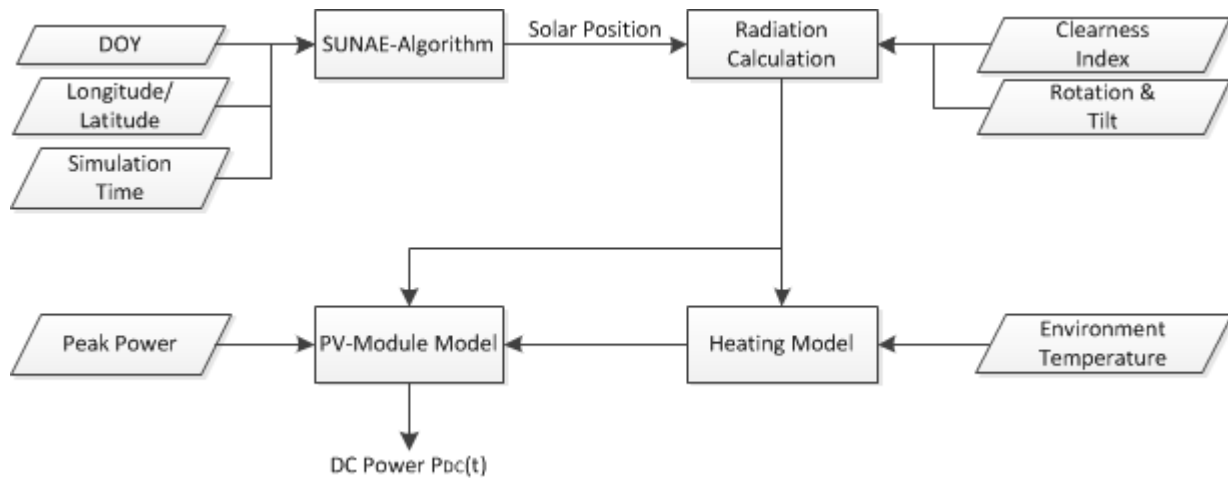 DOY
SUNAE-Algorithm
Solar Position
Radiation
Calculation
Clearness
Index
Longitude/
Latitude
Rotation &
Tilt
Simulation
Time
Peak Power
PV-Module Model
Heating Model
Environment
Temperature
DC Power PDC(t)